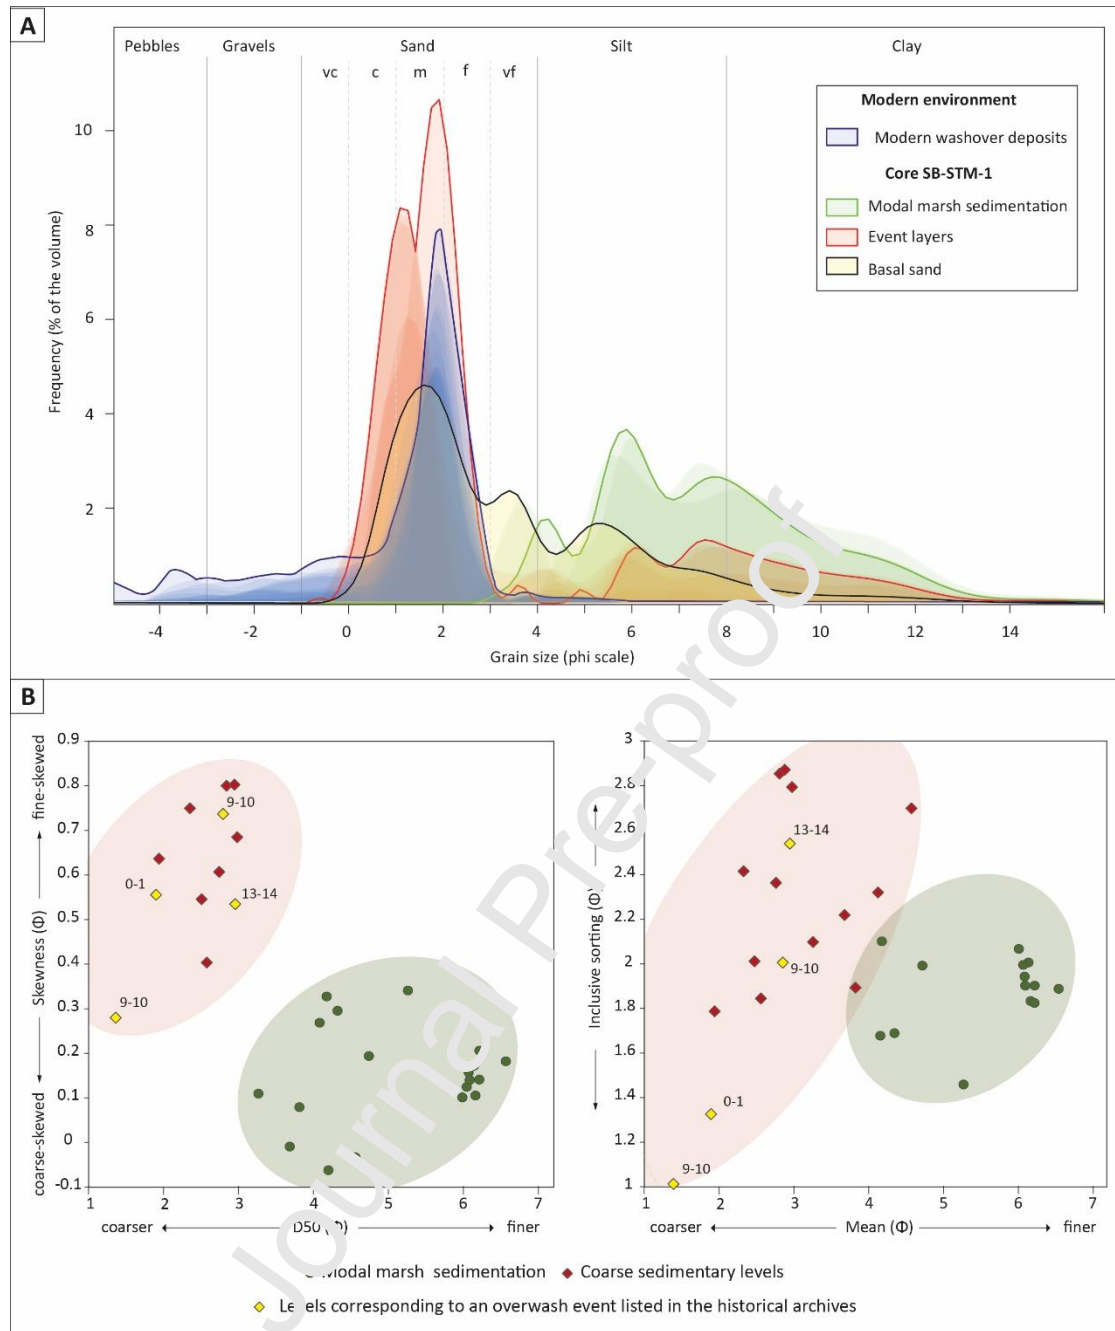 A
Pebbles Gravels Sand Silt Clay
vc c m f vf
Modern environment
Modern washover deposits
Core SB-STM-1
Modal marsh sedimentation
Event layers
Basal sand
Frequency (% of the volume)
10
8
6
4
2
-4 -2 0 2 4 6 8 10 12 14
Grain size (phi scale)
B
coarse-skewed Skewness (Φ) fine-skewed
0.9
0.8
0.7
0.6
0.5
0.4
0.3
0.2
0.1
0
-0.1
9-10
0-1
13-14
9-10
1 2 3 4 5 6 7
coarser D50 (Φ) finer
Inclusive sorting (Φ)
3
2.8
2.6
2.4
2.2
2
1.8
1.6
1.4
1.2
1
13-14
9-10
0-1
9-10
1 2 3 4 5 6 7
coarser Mean (Φ) finer
Modal marsh sedimentation Coarse sedimentary levels
Levels corresponding to an overwash event listed in the historical archives
Journal Pre-proof